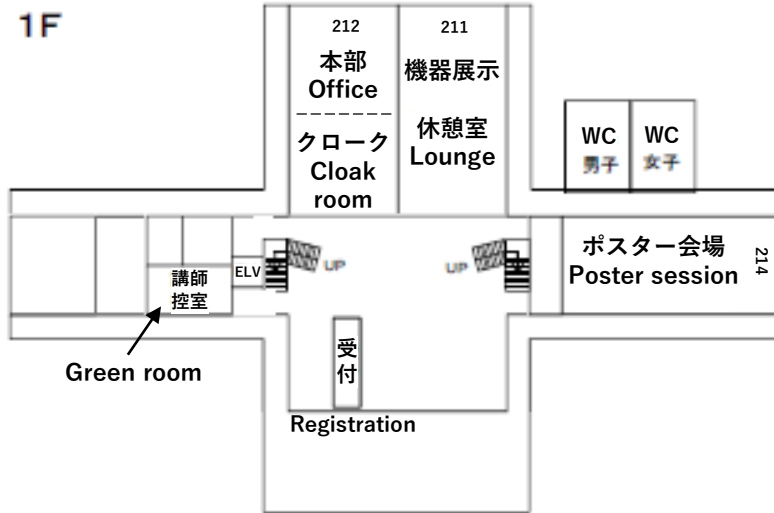 1F
212
本部
Office
クローク
Cloak
room
211
機器展示
休憩室
Lounge
WC
男子
WC
女子
UP
UP
ELV
講師
控室
Green room
ポスター会場
Poster session
214
受
付
Registration